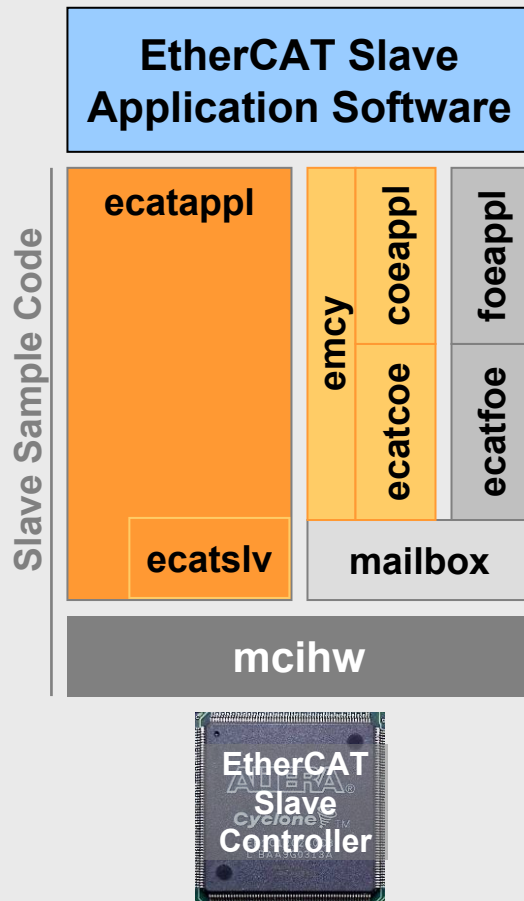 EtherCAT Slave
Application Software
Slave Sample Code
ecatappl
emcy
coeappl
foeappl
ecatcoe
ecatfoe
ecatslv
mailbox
mcihw
EtherCAT
ALTERA®
Slave
Cyclone™
Controller